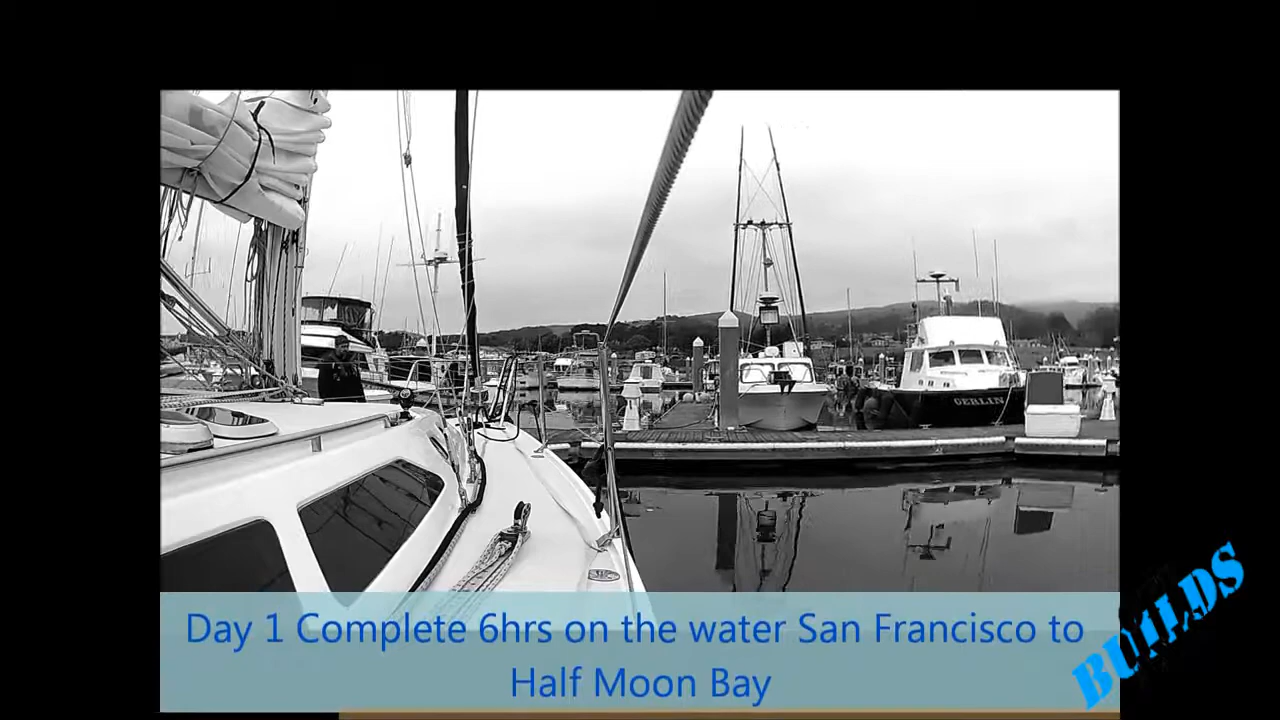 GERLIN
Day 1 Complete 6hrs on the water San Francisco to
Half Moon Bay
BUILDS